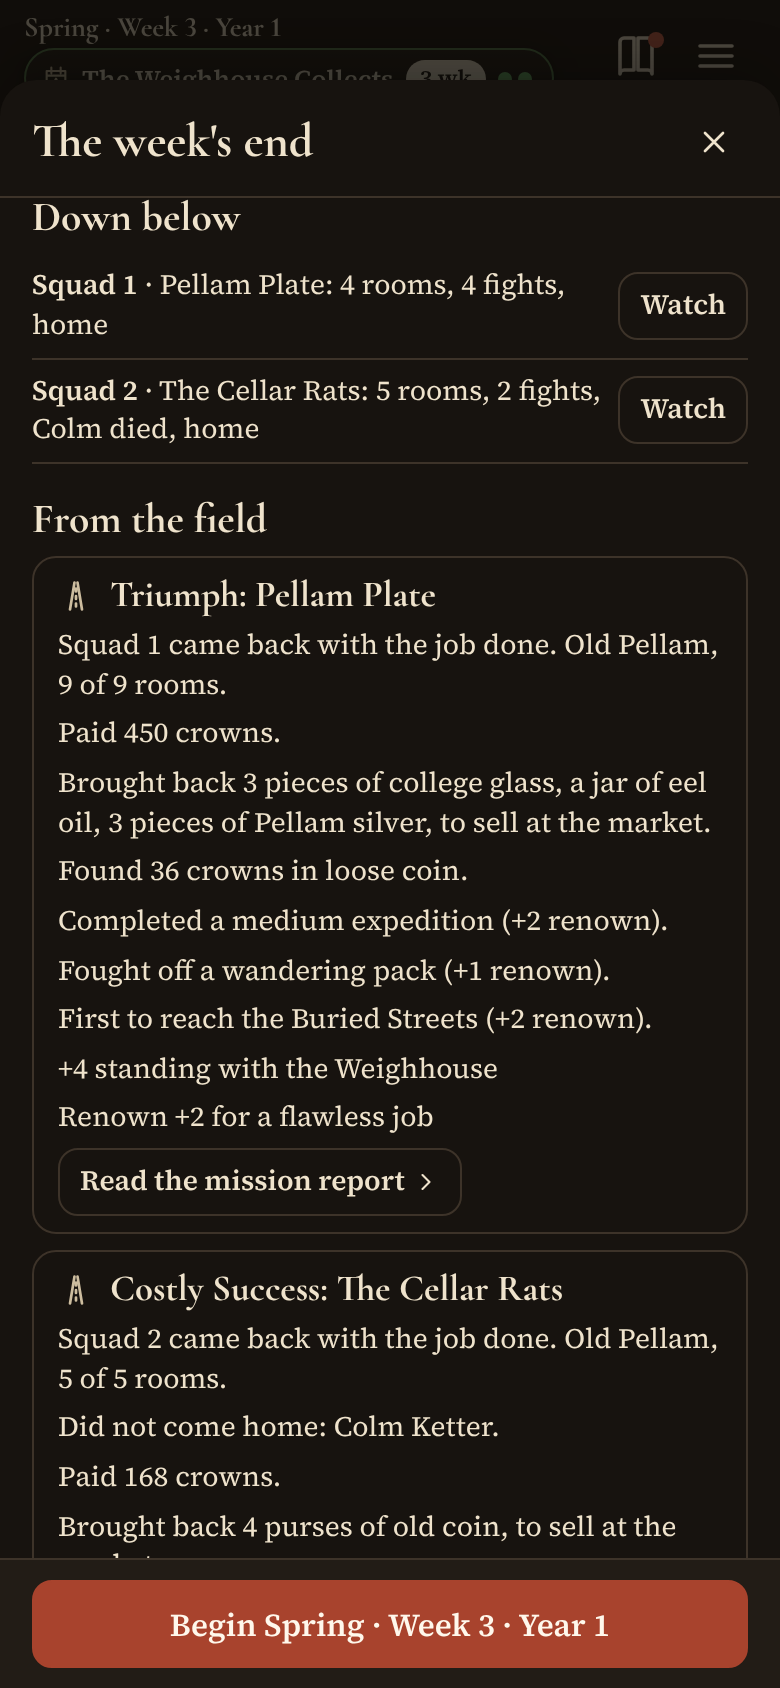 Spring · Week 3 · Year 1
The Weighhouse Collects 3 wk
The week's end
Down below
Squad 1 · Pellam Plate: 4 rooms, 4 fights,
home
Watch
Squad 2 · The Cellar Rats: 5 rooms, 2 fights,
Colm died, home
Watch
From the field
Triumph: Pellam Plate
Squad 1 came back with the job done. Old Pellam,
9 of 9 rooms.
Paid 450 crowns.
Brought back 3 pieces of college glass, a jar of eel
oil, 3 pieces of Pellam silver, to sell at the market.
Found 36 crowns in loose coin.
Completed a medium expedition (+2 renown).
Fought off a wandering pack (+1 renown).
First to reach the Buried Streets (+2 renown).
+4 standing with the Weighhouse
Renown +2 for a flawless job
Read the mission report
Costly Success: The Cellar Rats
Squad 2 came back with the job done. Old Pellam,
5 of 5 rooms.
Did not come home: Colm Ketter.
Paid 168 crowns.
Brought back 4 purses of old coin, to sell at the
Begin Spring · Week 3 · Year 1